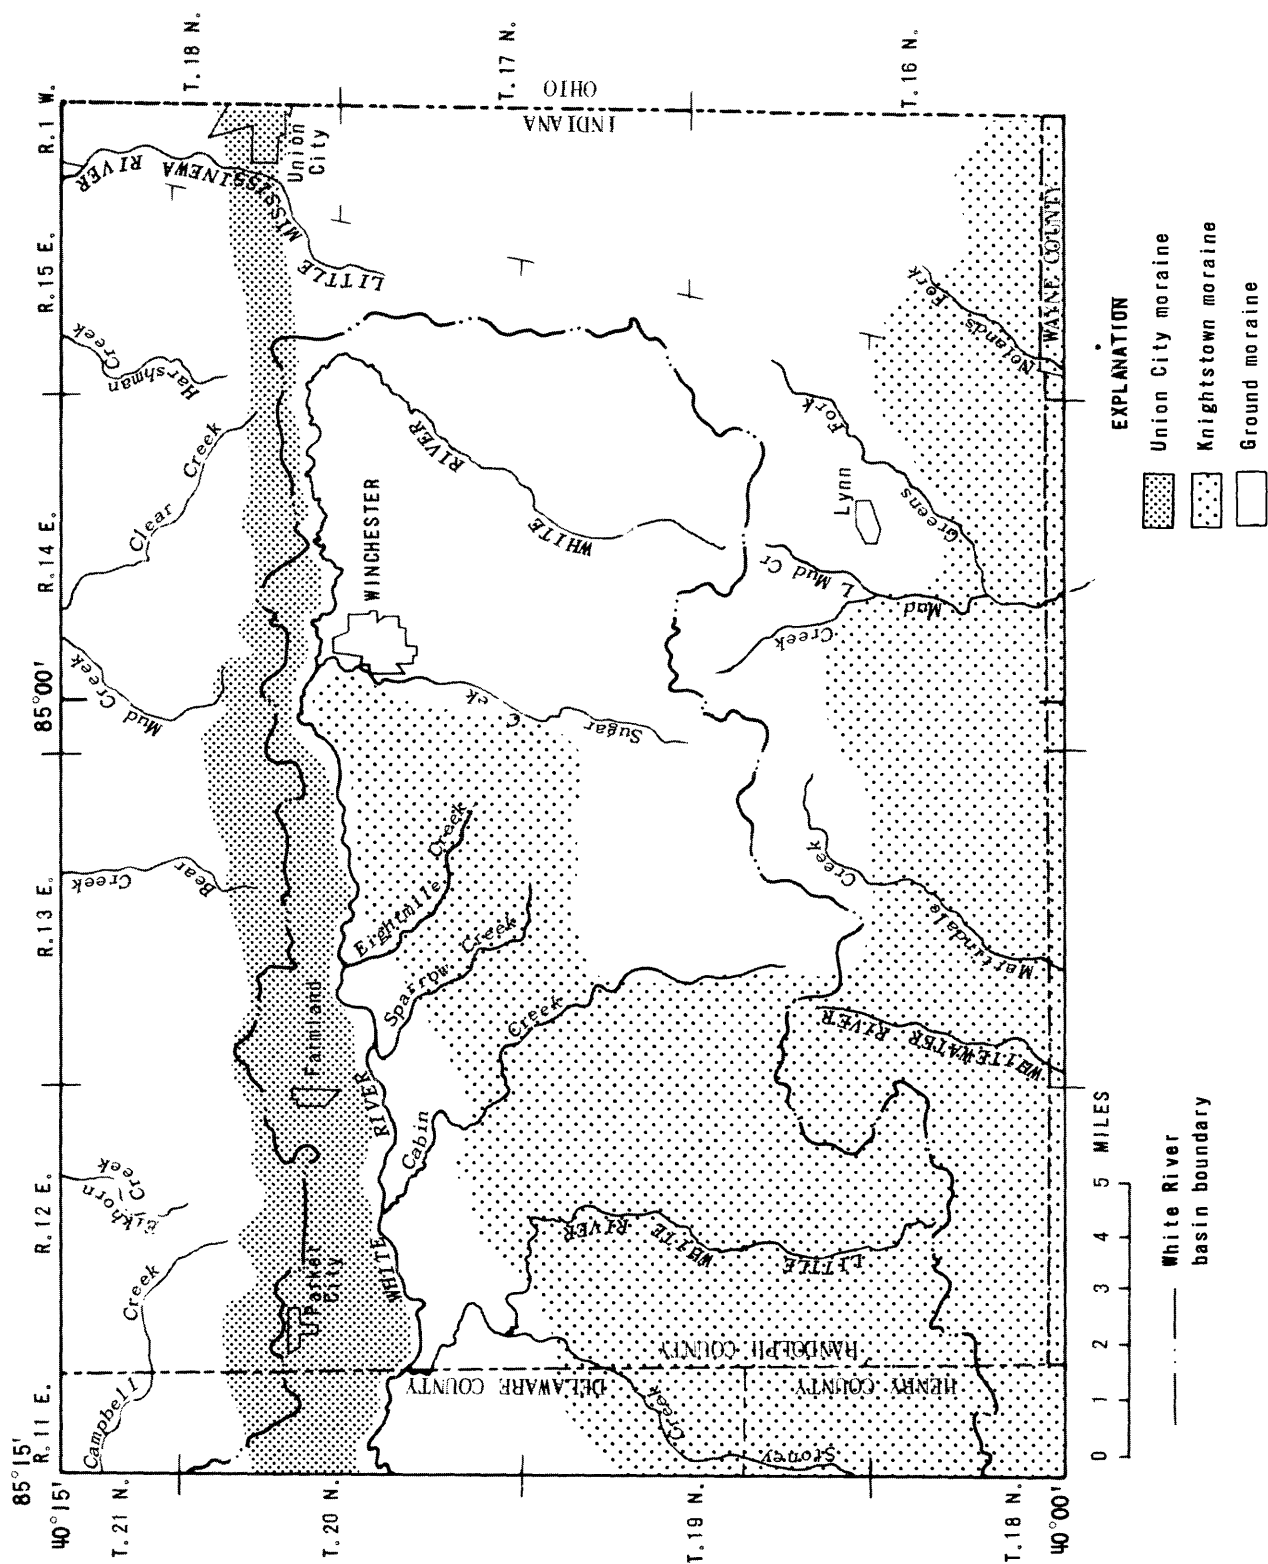 85°15'
R.11 E.
R.12 E.
R.13 E.
85°00'
R.14 E.
R.15 E.
R.1 W.
40°15'
T.21 N.
T.20 N.
T.19 N.
T.18 N.
40°00'
T.18 N.
T.17 N.
T.16 N.
INDIANA
OHIO
Campbell Creek
Elkhorn Creek
Bear Creek
Mud Creek
Clear Creek
Harshman Creek
LITTLE MISSISSINEWA RIVER
Union
City
Parker
City
Farmland
WINCHESTER
Lynn
WHITE RIVER
WHITE RIVER
Eightmile Creek
Sparrow Creek
Cabin Creek
Sugar C ek
LITTLE WHITE RIVER
Stoney Creek
WHITEWATER RIVER
Martindale Creek
Mud Creek
L Mud Cr
Greens Fork
Nolands Fork
DELAWARE COUNTY
RANDOLPH COUNTY
HENRY COUNTY
WAYNE COUNTY
0 1 2 3 4 5 MILES
White River
basin boundary
EXPLANATION
Union City moraine
Knightstown moraine
Ground moraine